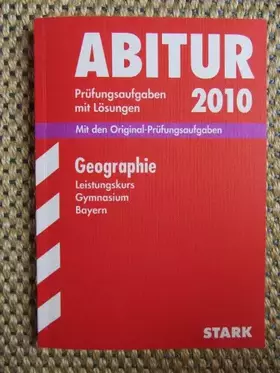 ABITUR
Prüfungsaufgaben 2010
mit Lösungen
Mit den Original-Prüfungsaufgaben
Geographie
Leistungskurs
Gymnasium
Bayern
STARK